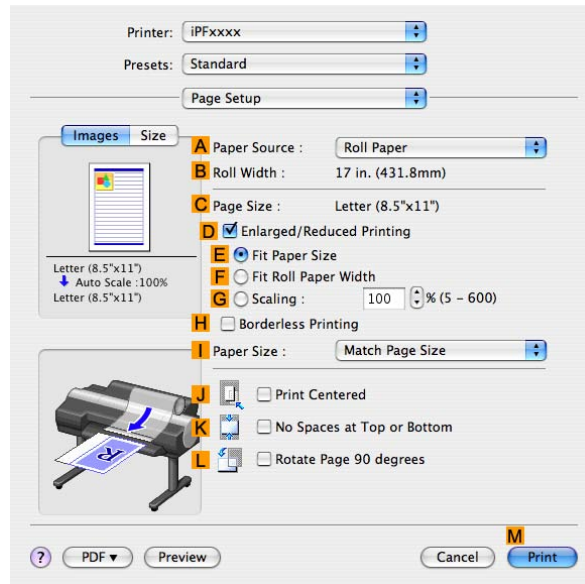 Printer: iPFxxxx
Presets: Standard
Page Setup
Images Size
Letter (8.5"x11")
Auto Scale :100%
Letter (8.5"x11")
A Paper Source : Roll Paper
B Roll Width : 17 in. (431.8mm)
C Page Size : Letter (8.5"x11")
D Enlarged/Reduced Printing
E Fit Paper Size
F Fit Roll Paper Width
G Scaling : 100 % (5 - 600)
H Borderless Printing
I Paper Size : Match Page Size
J Print Centered
K No Spaces at Top or Bottom
L Rotate Page 90 degrees
R
M
? PDF Preview Cancel Print